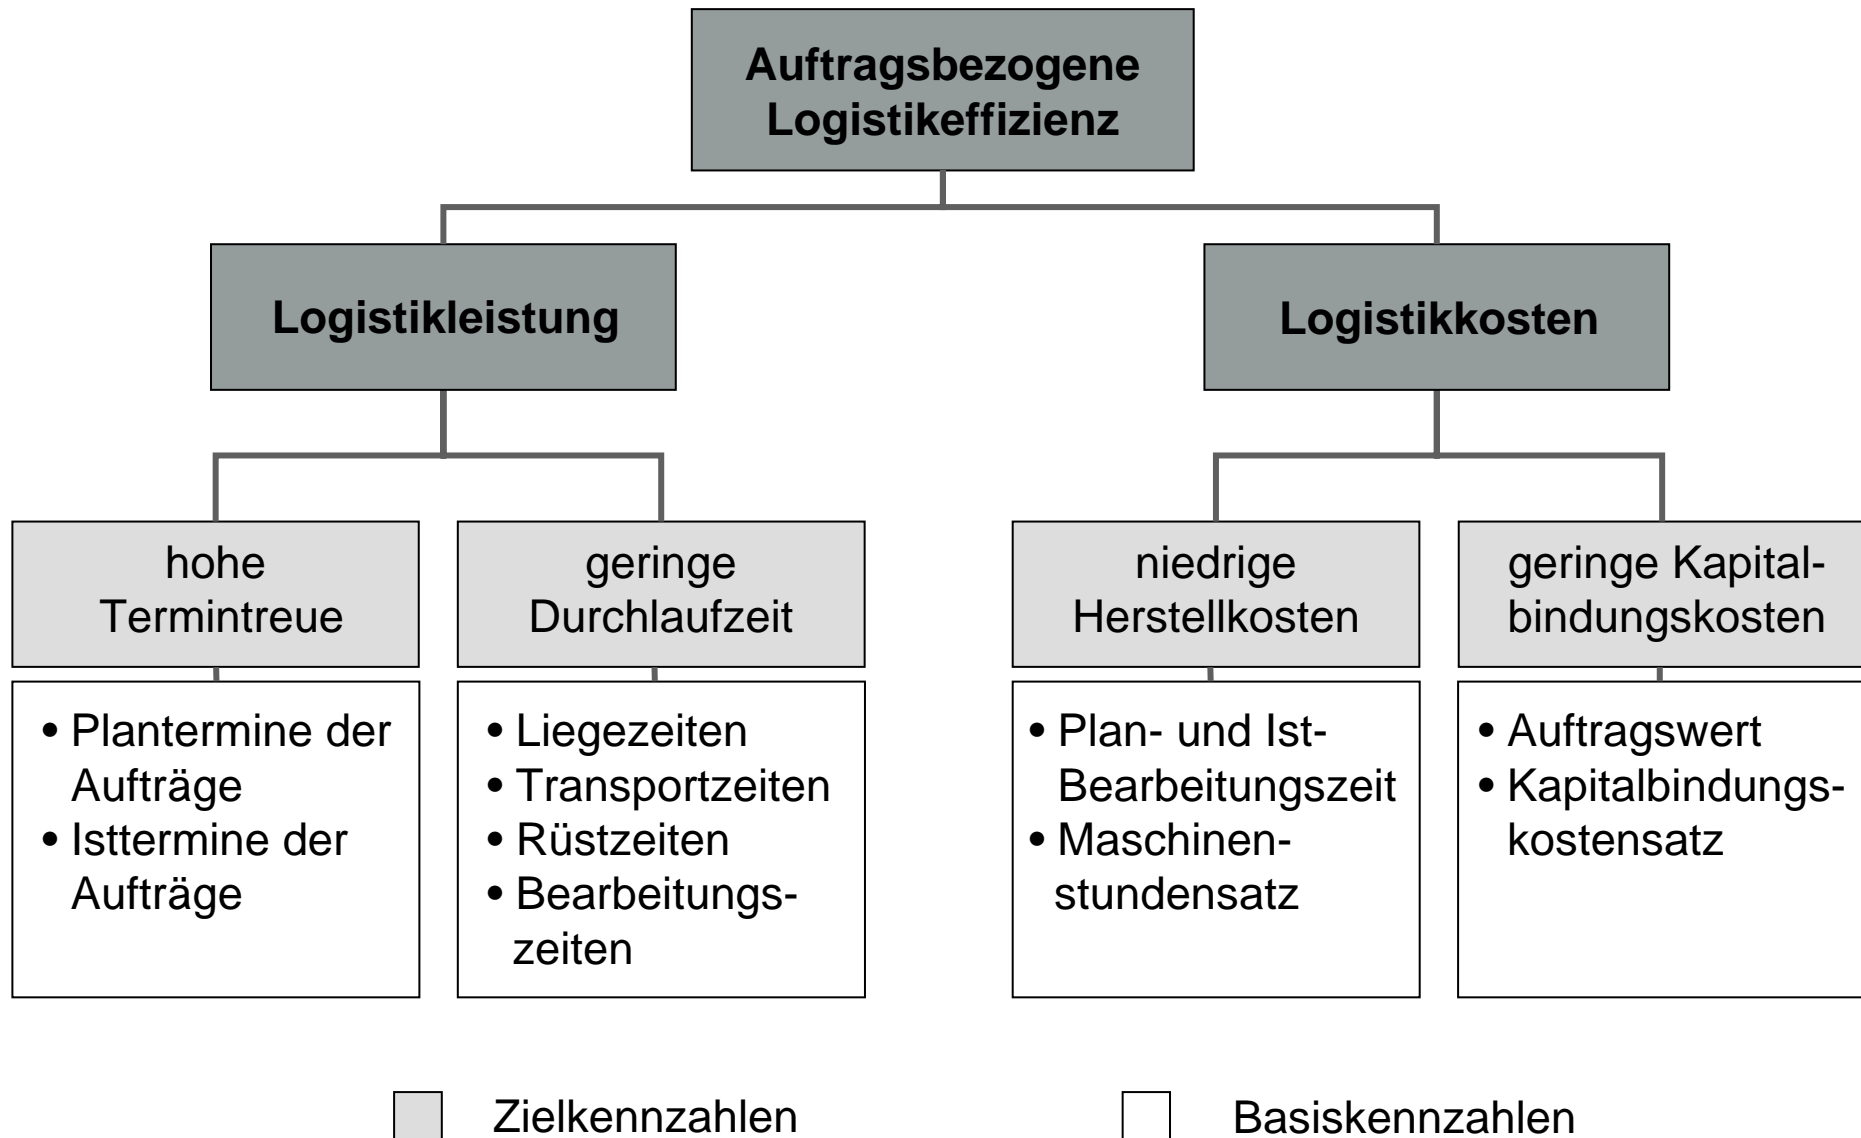 Auftragsbezogene
Logistikeffizienz
Logistikleistung
Logistikkosten
hohe
Termintreue
geringe
Durchlaufzeit
niedrige
Herstellkosten
geringe Kapital-
bindungskosten
• Plantermine der
Aufträge
• Isttermine der
Aufträge
• Liegezeiten
• Transportzeiten
• Rüstzeiten
• Bearbeitungs-
zeiten
• Plan- und Ist-
Bearbeitungszeit
• Maschinen-
stundensatz
• Auftragswert
• Kapitalbindungs-
kostensatz
Zielkennzahlen
Basiskennzahlen